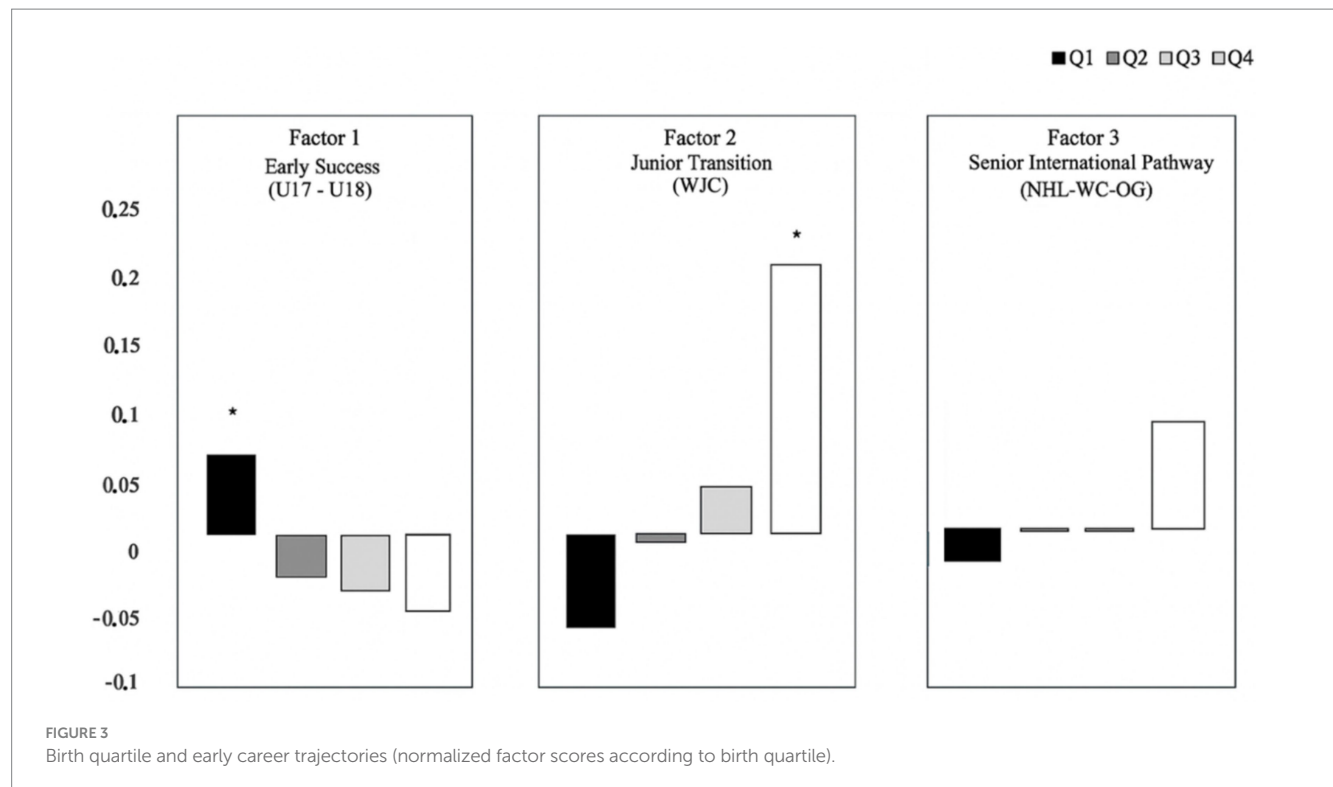 Q1 Q2 Q3 Q4
Factor 1
Early Success
(U17 - U18)
Factor 2
Junior Transition
(WJC)
Factor 3
Senior International Pathway
(NHL-WC-OG)
0.25
0.2
0.15
0.1
0.05
0
-0.05
-0.1
*
*
FIGURE 3
Birth quartile and early career trajectories (normalized factor scores according to birth quartile).